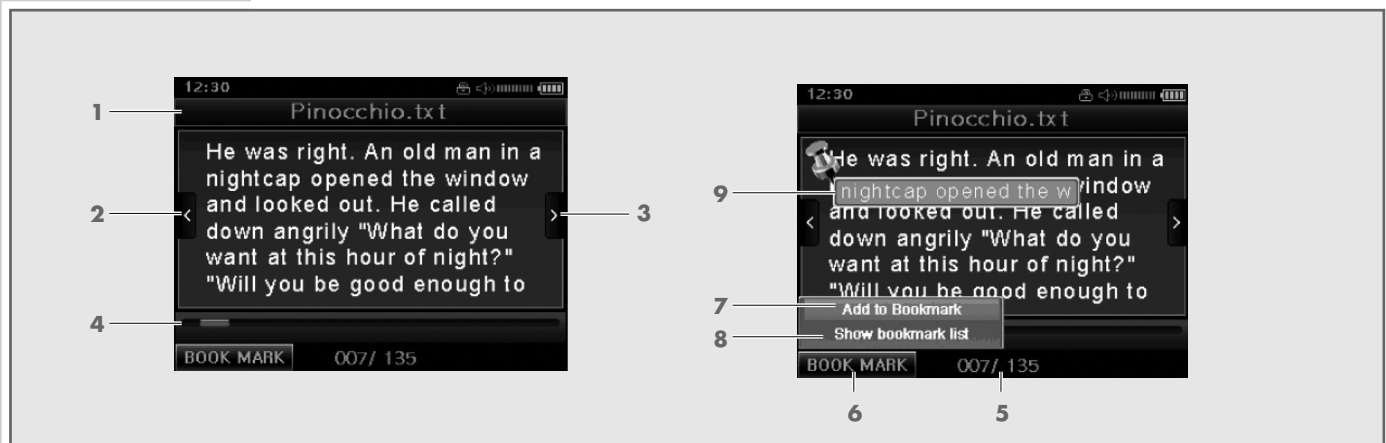 12:30
Pinocchio.txt
1
He was right. An old man in a
nightcap opened the window
and looked out. He called
down angrily "What do you
want at this hour of night?"
"Will you be good enough to
2
<
>
3
4
BOOK MARK
007/ 135
12:30
Pinocchio.txt
He was right. An old man in a
nightcap opened the w
window
and looked out. He called
down angrily "What do you
want at this hour of night?"
"Will you be good enough to
9
<
>
7
Add to Bookmark
8
Show bookmark list
BOOK MARK
007/ 135
6
5